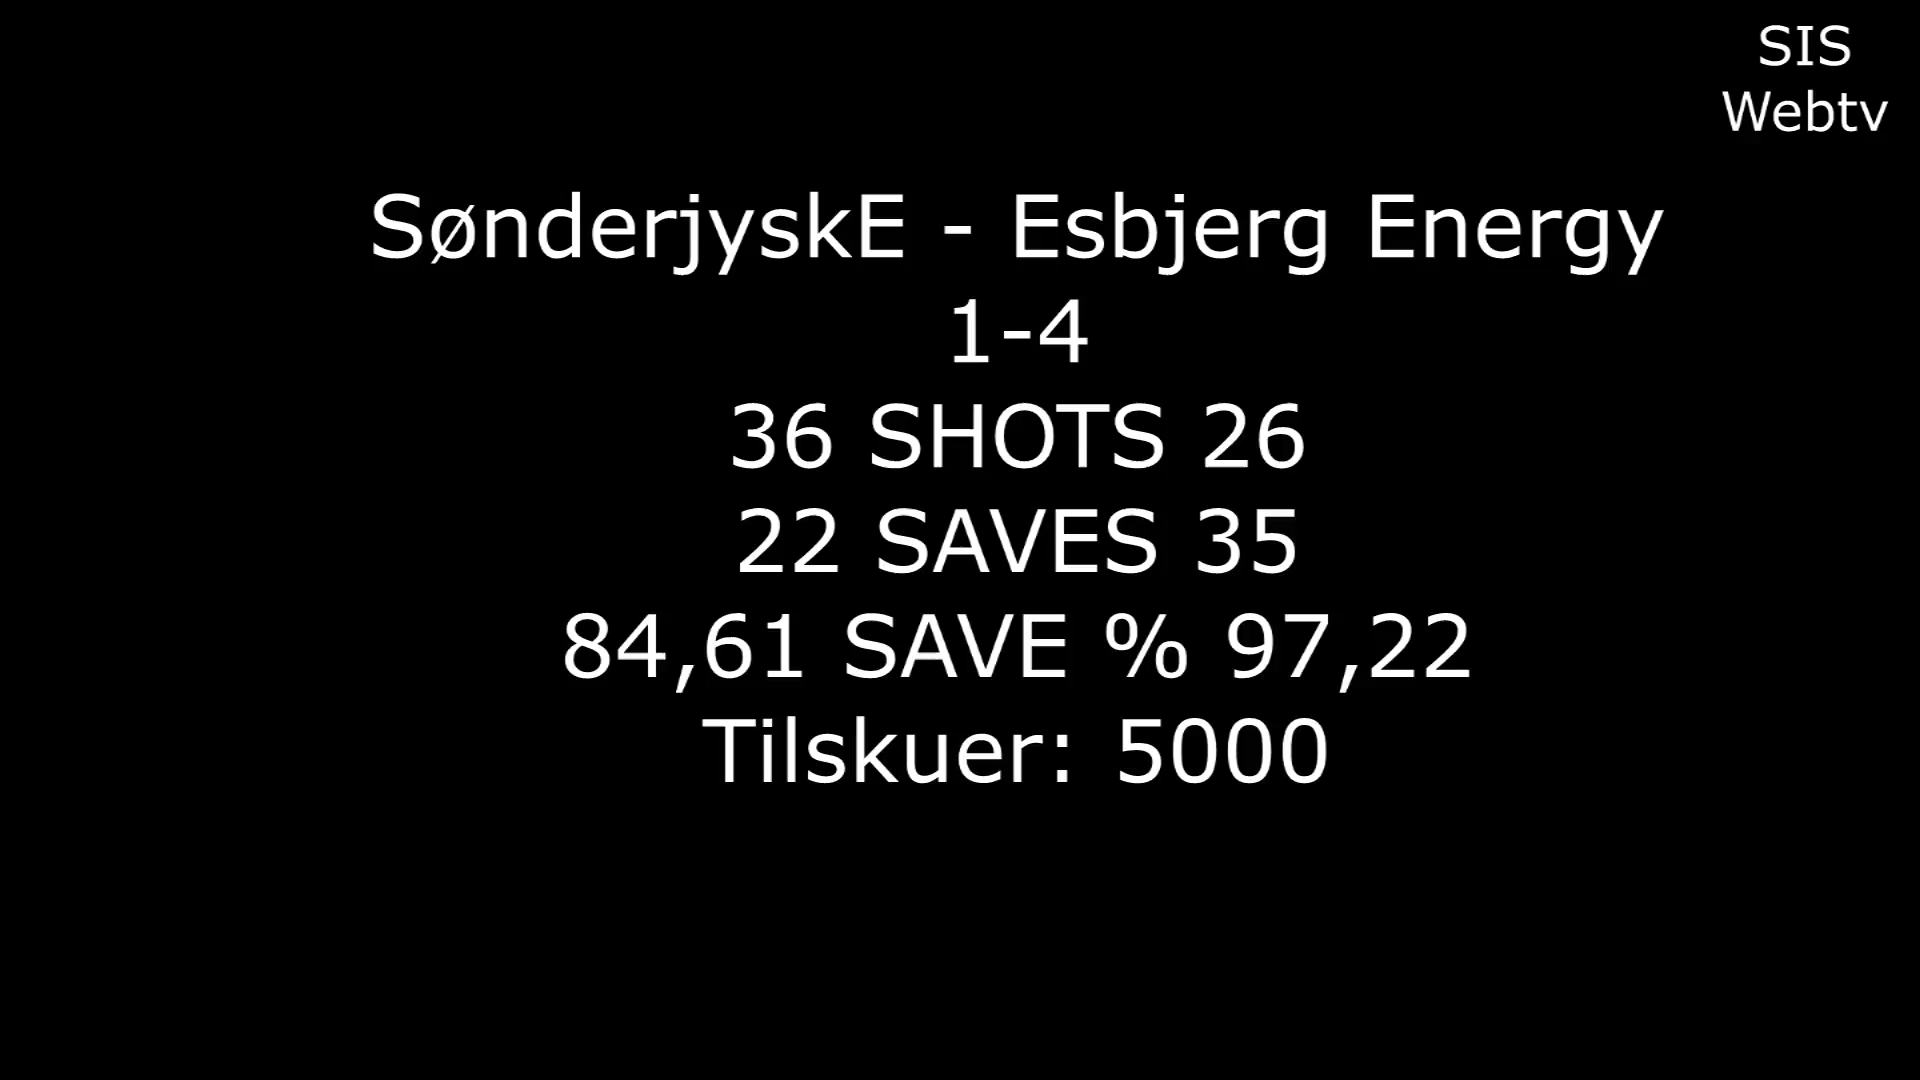 SIS
Webtv
SønderjyskE - Esbjerg Energy
1-4
36 SHOTS 26
22 SAVES 35
84,61 SAVE % 97,22
Tilskuer: 5000